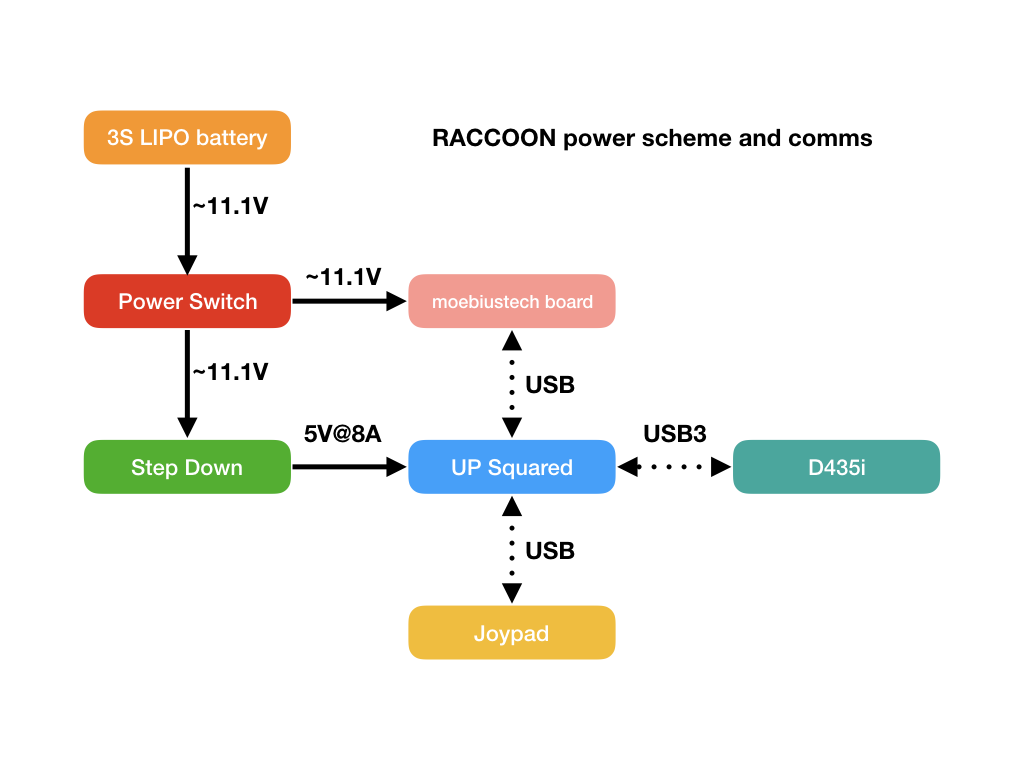 3S LIPO battery
RACCOON power scheme and comms
~11.1V
~11.1V
Power Switch
moebiustech board
~11.1V
USB
5V@8A
USB3
Step Down
UP Squared
D435i
USB
Joypad